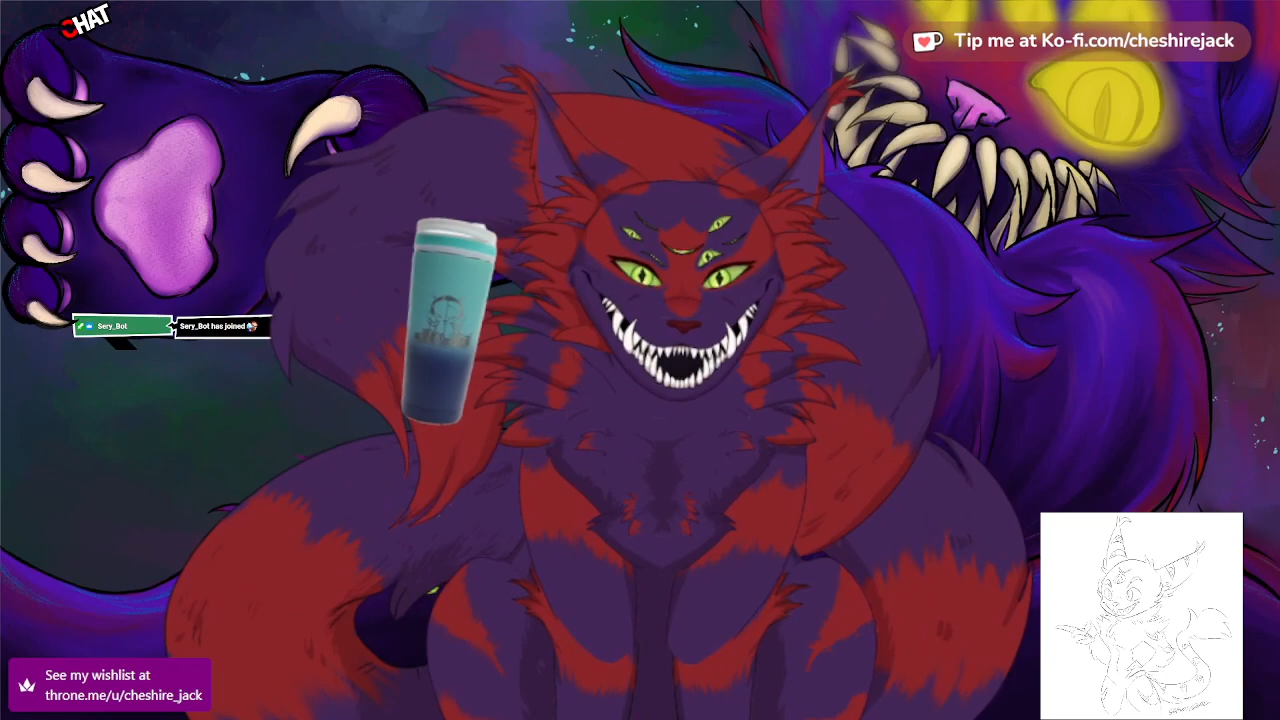 CHAT
Tip me at Ko-fi.com/cheshirejack
Sery_Bot
Sery_Bot has joined
See my wishlist at
throne.me/u/cheshire_jack